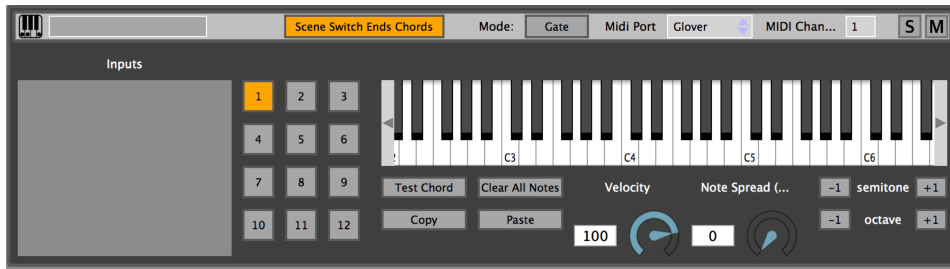 Scene Switch Ends Chords Mode: Gate Midi Port Glover MIDI Chan... 1 S M
Inputs
1 2 3
4 5 6
7 8 9
10 11 12
C3 C4 C5 C6
Test Chord Clear All Notes Velocity Note Spread (... -1 semitone +1
Copy Paste 100 0 -1 octave +1